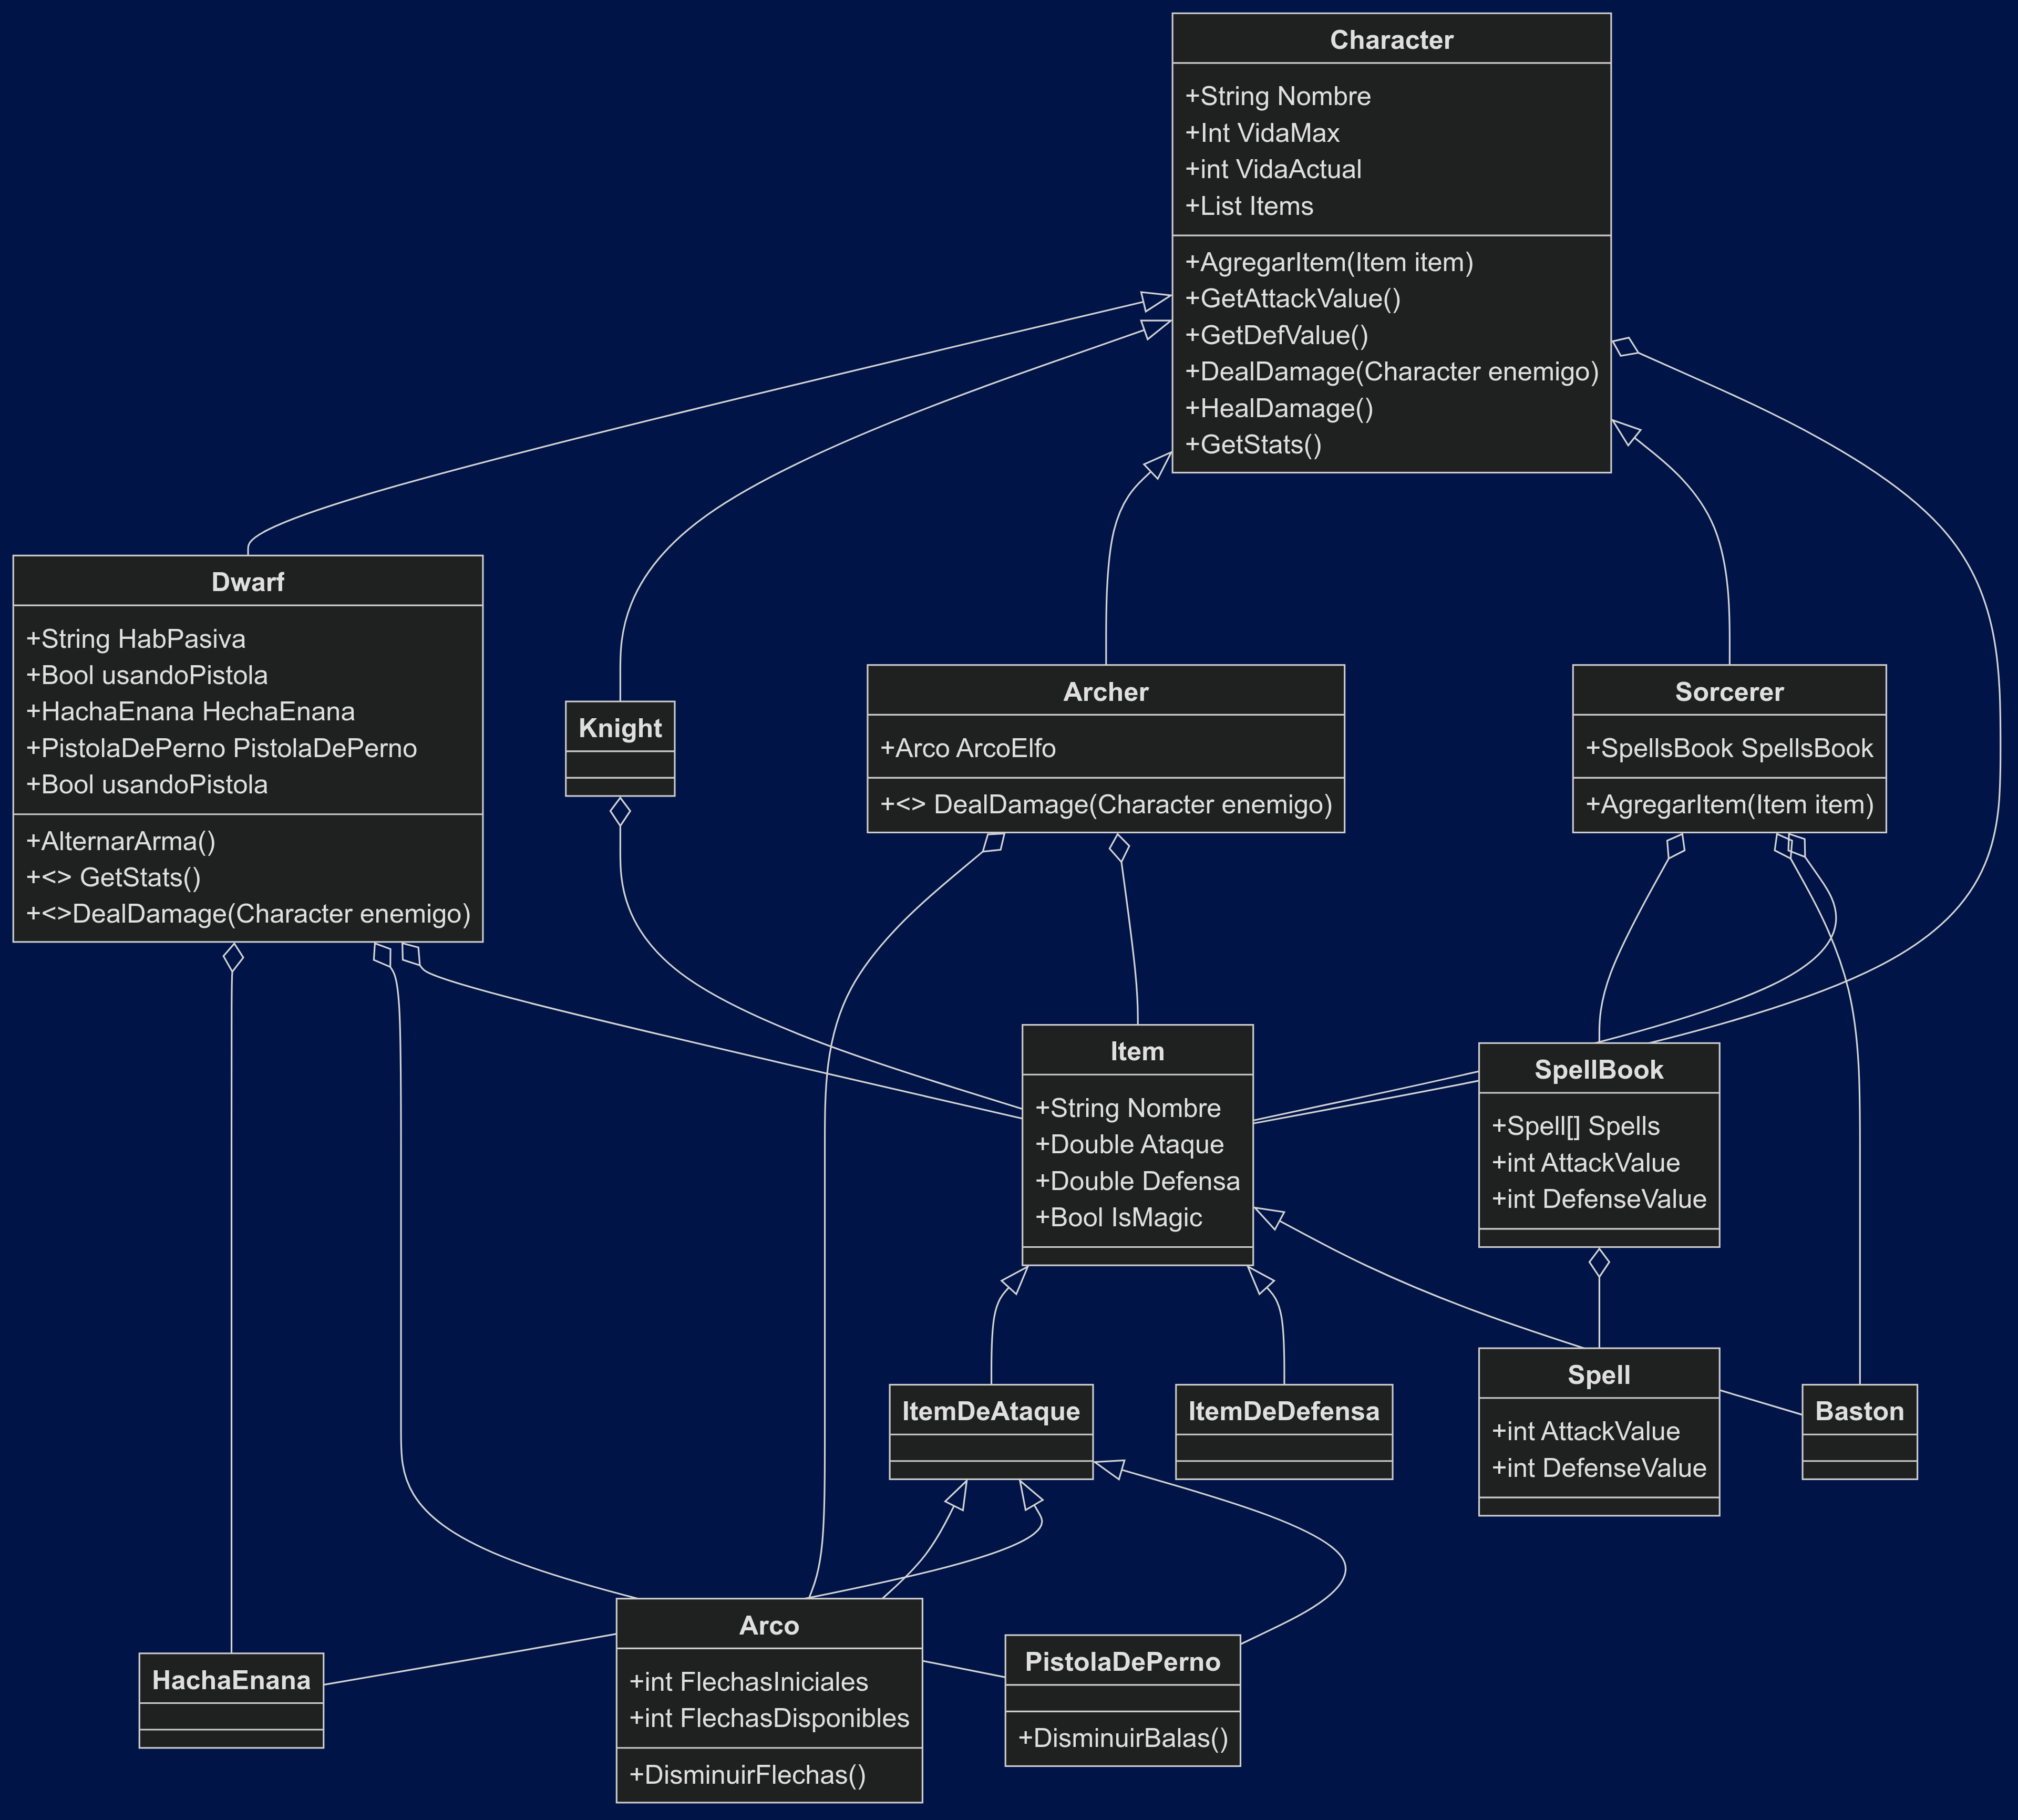 Character
+String Nombre
+Int VidaMax
+int VidaActual
+List Items
+AgregarItem(Item item)
+GetAttackValue()
+GetDefValue()
+DealDamage(Character enemigo)
+HealDamage()
+GetStats()
Dwarf
+String HabPasiva
+Bool usandoPistola
+HachaEnana HechaEnana
+PistolaDePerno PistolaDePerno
+Bool usandoPistola
+AlternarArma()
+<> GetStats()
+<>DealDamage(Character enemigo)
Knight
Archer
+Arco ArcoElfo
+<> DealDamage(Character enemigo)
Sorcerer
+SpellsBook SpellsBook
+AgregarItem(Item item)
Item
+String Nombre
+Double Ataque
+Double Defensa
+Bool IsMagic
SpellBook
+Spell[] Spells
+int AttackValue
+int DefenseValue
ItemDeAtaque
ItemDeDefensa
Spell
+int AttackValue
+int DefenseValue
Baston
HachaEnana
Arco
+int FlechasIniciales
+int FlechasDisponibles
+DisminuirFlechas()
PistolaDePerno
+DisminuirBalas()